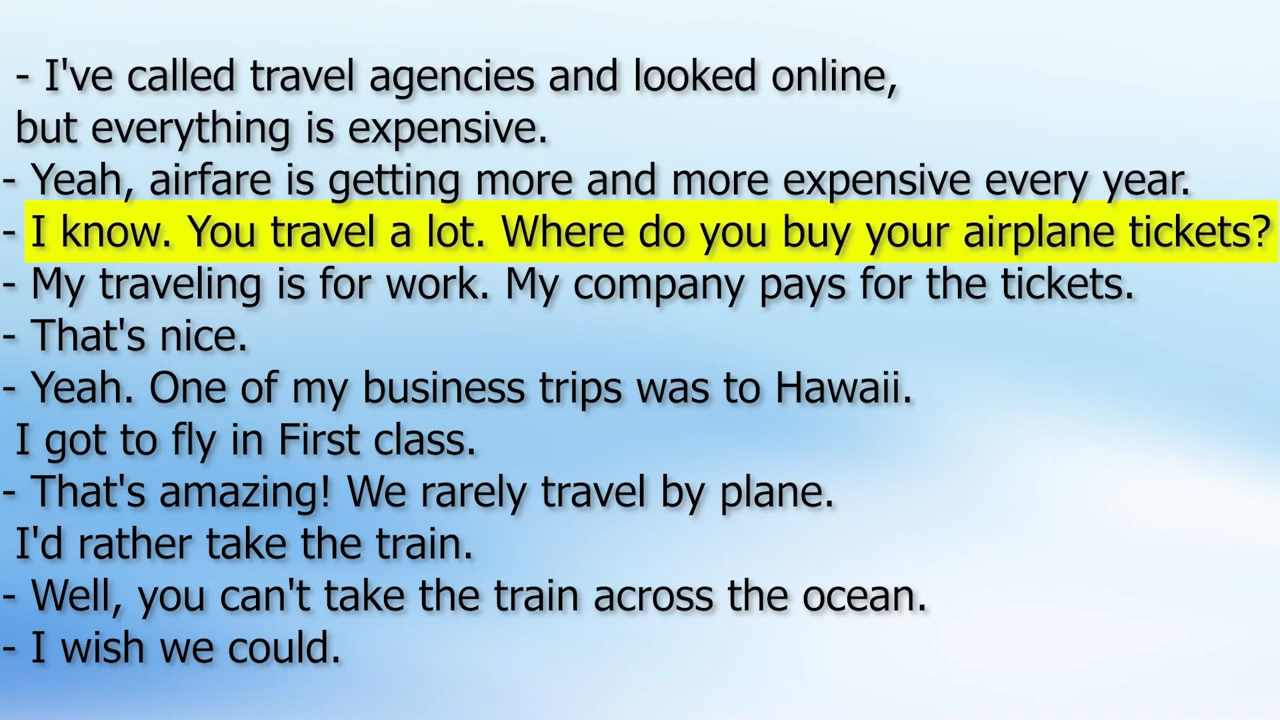 - I've called travel agencies and looked online,
but everything is expensive.
- Yeah, airfare is getting more and more expensive every year.
- I know. You travel a lot. Where do you buy your airplane tickets?
- My traveling is for work. My company pays for the tickets.
- That's nice.
- Yeah. One of my business trips was to Hawaii.
I got to fly in First class.
- That's amazing! We rarely travel by plane.
I'd rather take the train.
- Well, you can't take the train across the ocean.
- I wish we could.